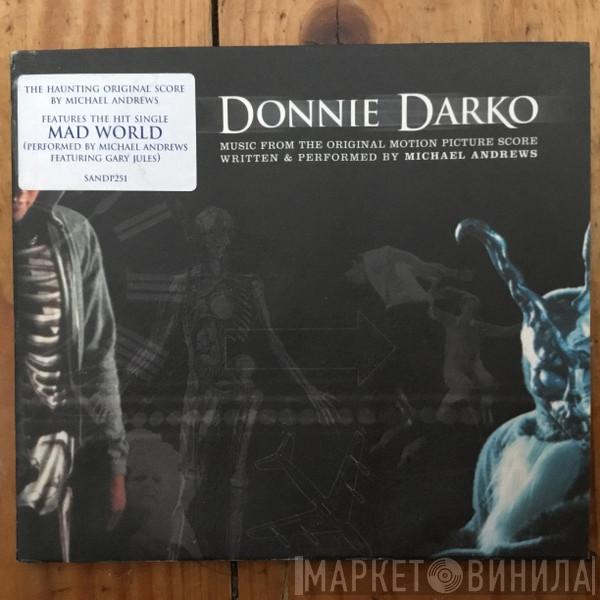 THE HAUNTING ORIGINAL SCORE
BY MICHAEL ANDREWS
FEATURES THE HIT SINGLE
MAD WORLD
(PERFORMED BY MICHAEL ANDREWS
FEATURING GARY JULES)
SANDP251
DONNIE DARKO
MUSIC FROM THE ORIGINAL MOTION PICTURE SCORE
WRITTEN & PERFORMED BY MICHAEL ANDREWS
МАРКЕТ ВИНИЛА